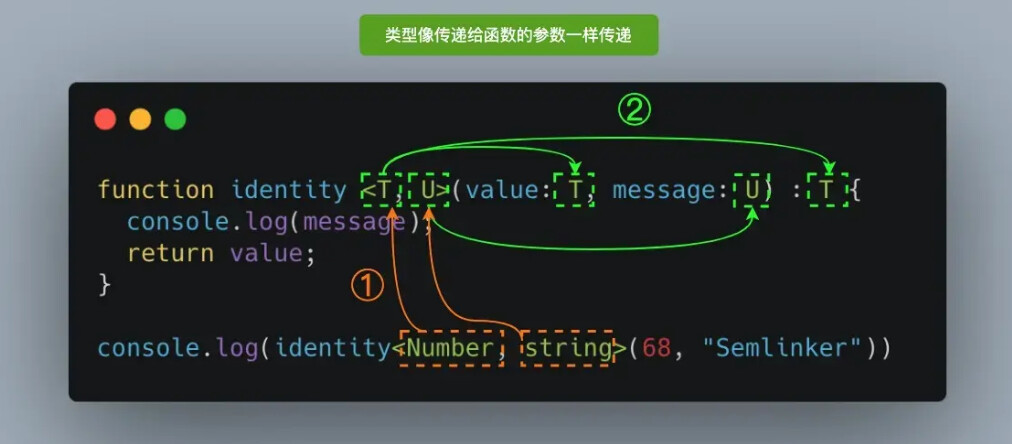 类型像传递给函数的参数一样传递
②
function identity <T, U>(value: T, message: U) : T {
console.log(message);
return value;
}
①
console.log(identity<Number, string>(68, "Semlinker"))